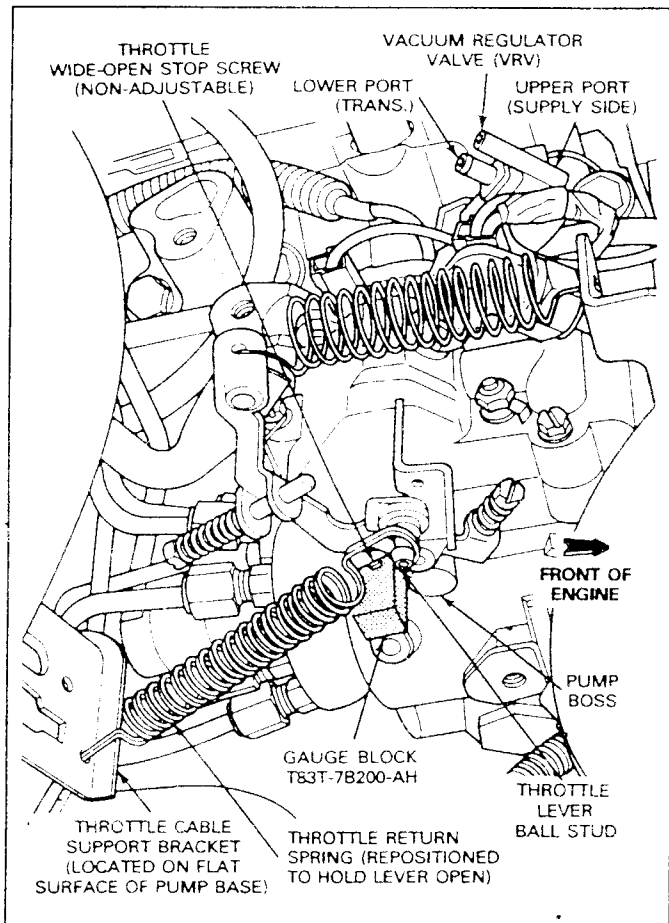 THROTTLE
WIDE-OPEN STOP SCREW
(NON-ADJUSTABLE)
VACUUM REGULATOR
VALVE (VRV)
LOWER PORT
(TRANS.)
UPPER PORT
(SUPPLY SIDE)
FRONT OF
ENGINE
PUMP
BOSS
GAUGE BLOCK
T83T-7B200-AH
THROTTLE
LEVER
BALL STUD
THROTTLE CABLE
SUPPORT BRACKET
(LOCATED ON FLAT
SURFACE OF PUMP BASE)
THROTTLE RETURN
SPRING (REPOSITIONED
TO HOLD LEVER OPEN)